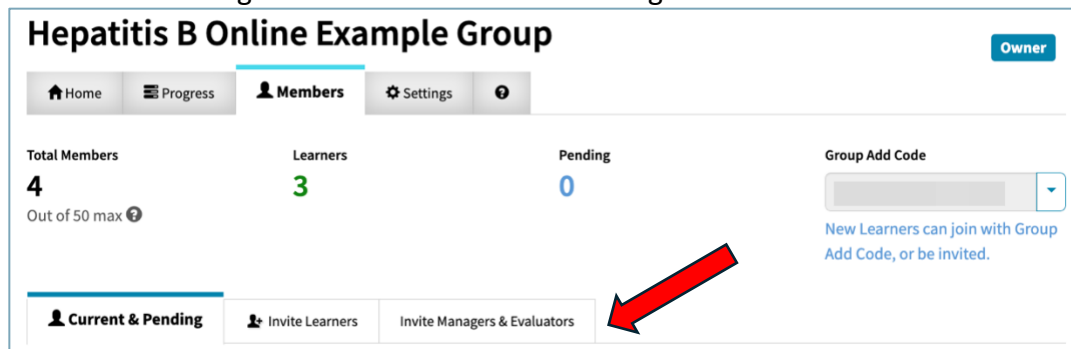 Hepatitis B Online Example Group
Owner
Home Progress Members Settings
Total Members Learners Pending Group Add Code
4 3 0
Out of 50 max
New Learners can join with Group
Add Code, or be invited.
Current & Pending Invite Learners Invite Managers & Evaluators